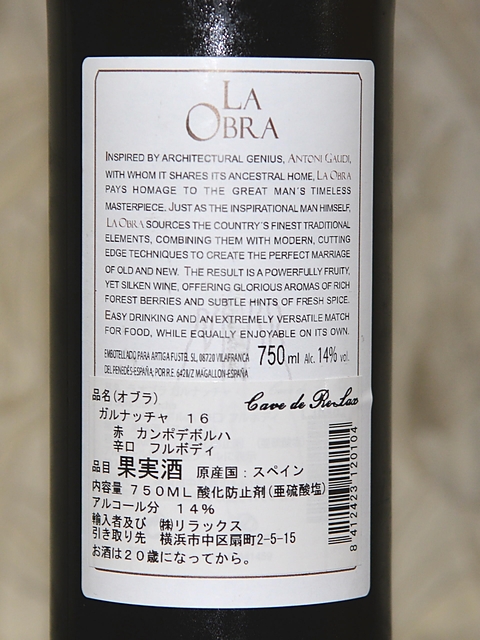 LA
OBRA
INSPIRED BY ARCHITECTURAL GENIUS, ANTONI GAUDI,
WITH WHOM IT SHARES ITS ANCESTRAL HOME, LA OBRA
PAYS HOMAGE TO THE GREAT MAN'S TIMELESS
MASTERPIECE. JUST AS THE INSPIRATIONAL MAN HIMSELF,
LA OBRA SOURCES THE COUNTRY'S FINEST TRADITIONAL
ELEMENTS, COMBINING THEM WITH MODERN, CUTTING
EDGE TECHNIQUES TO CREATE THE PERFECT MARRIAGE
OF OLD AND NEW. THE RESULT IS A POWERFULLY FRUITY,
YET SILKEN WINE, OFFERING GLORIOUS AROMAS OF RICH
FOREST BERRIES AND SUBTLE HINTS OF FRESH SPICE.
EASY DRINKING AND AN EXTREMELY VERSATILE MATCH
FOR FOOD, WHILE EQUALLY ENJOYABLE ON ITS OWN.
EMBOTELLADO PARA ARTIGA FUSTEL SL, 08720 VILAFRANCA
DEL PENEDÈS-ESPAÑA, POR R.E. 6426/Z MAGALLON-ESPAÑA
750 ml Alc. 14% vol.
Cave de ReLax
品名(オブラ)
ガルナッチャ 16
赤 カンポデボルハ
辛口 フルボディ
品目 果実酒 原産国:スペイン
内容量 750ML 酸化防止剤(亜硫酸塩)
アルコール分 14%
輸入者及び ㈱リラックス
引き取り先 横浜市中区扇町2-5-15
お酒は20歳になってから。
8 412423 120104